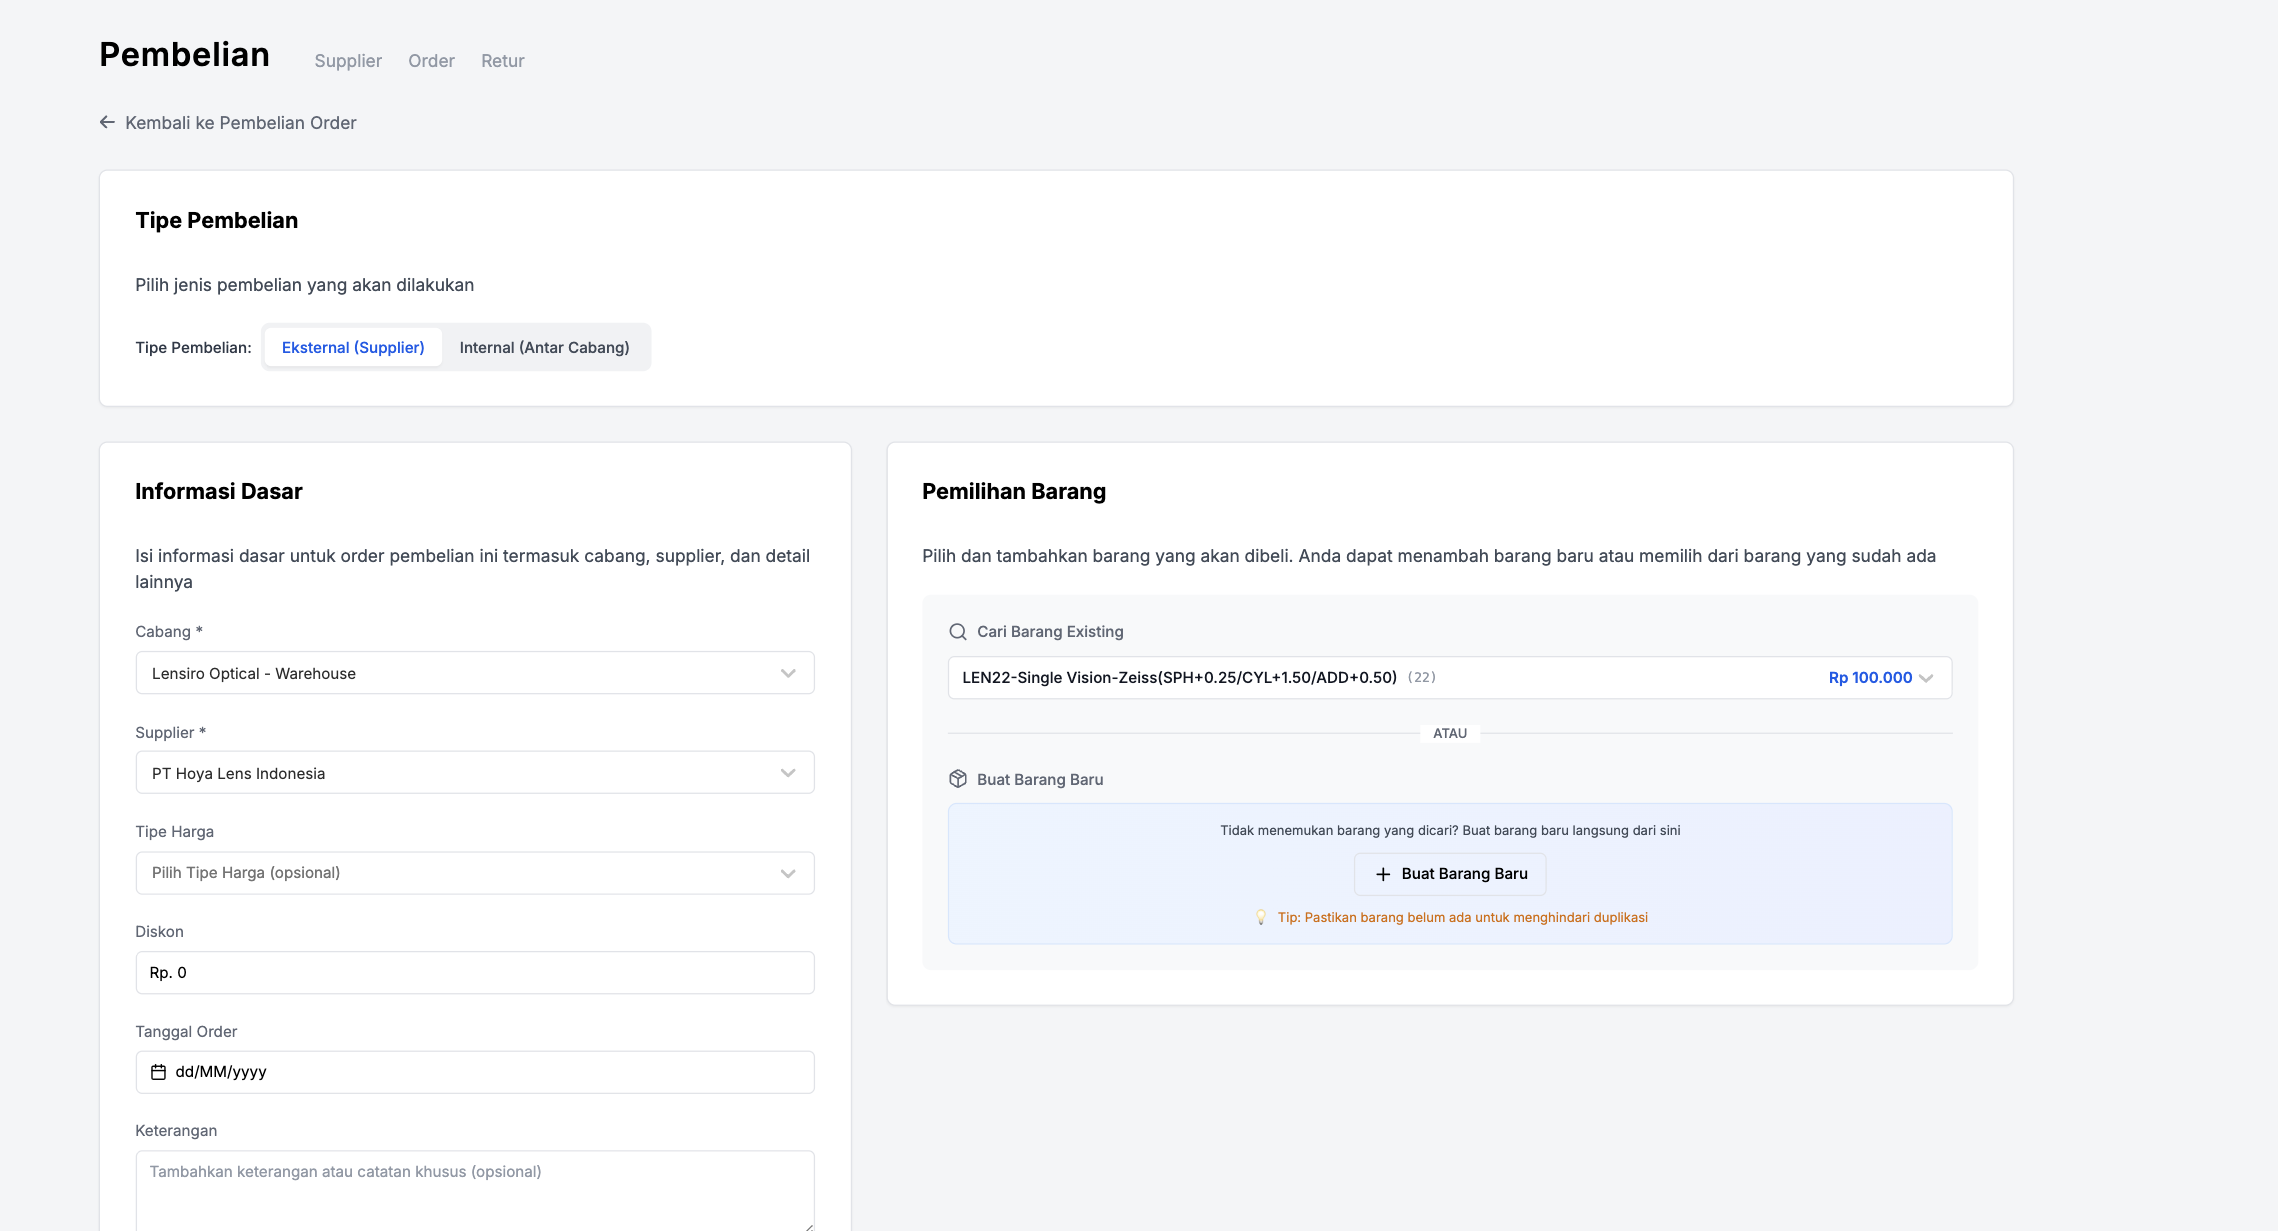 Pembelian
Supplier
Order
Retur
Kembali ke Pembelian Order
Tipe Pembelian
Pilih jenis pembelian yang akan dilakukan
Tipe Pembelian:
Eksternal (Supplier)
Internal (Antar Cabang)
Informasi Dasar
Isi informasi dasar untuk order pembelian ini termasuk cabang, supplier, dan detail
lainnya
Cabang *
Lensiro Optical - Warehouse
Supplier *
PT Hoya Lens Indonesia
Tipe Harga
Pilih Tipe Harga (opsional)
Diskon
Rp. 0
Tanggal Order
dd/MM/yyyy
Keterangan
Tambahkan keterangan atau catatan khusus (opsional)
Pemilihan Barang
Pilih dan tambahkan barang yang akan dibeli. Anda dapat menambah barang baru atau memilih dari barang yang sudah ada
Cari Barang Existing
LEN22-Single Vision-Zeiss(SPH+0.25/CYL+1.50/ADD+0.50) (22)
Rp 100.000
ATAU
Buat Barang Baru
Tidak menemukan barang yang dicari? Buat barang baru langsung dari sini
Buat Barang Baru
Tip: Pastikan barang belum ada untuk menghindari duplikasi